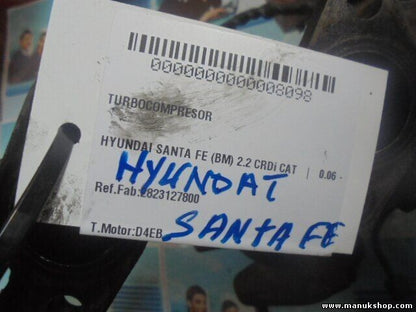 0000000000008098
TURBOCOMPRESOR
HYUNDAI SANTA FE (BM) 2.2 CRDi CAT | 0.06 -
HYUNDAI
Ref.Fab:2823127800
SANTA FE
T.Motor:D4EB
www.manukshop.com